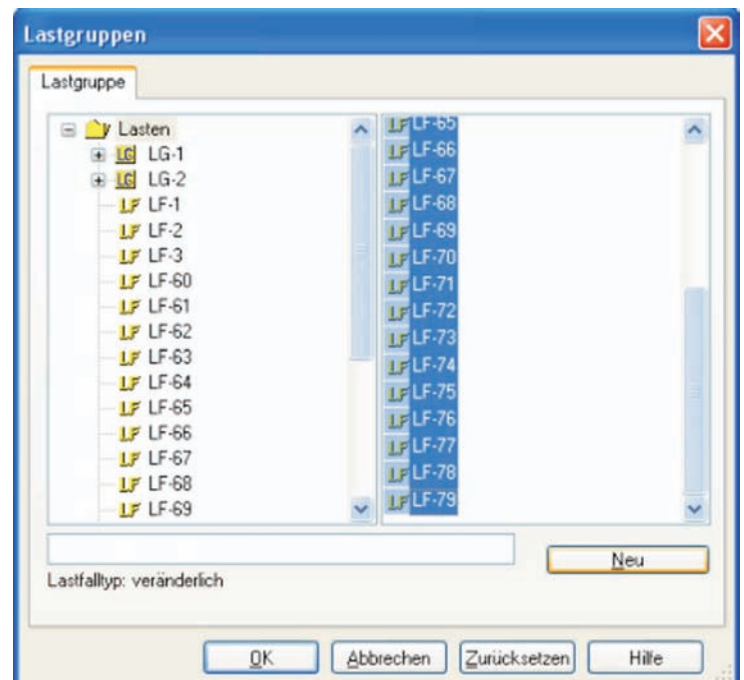 Lastgruppen
Lastgruppe
Lasten
LG LG-1
LG LG-2
LF LF-1
LF LF-2
LF LF-3
LF LF-60
LF LF-61
LF LF-62
LF LF-63
LF LF-64
LF LF-65
LF LF-66
LF LF-67
LF LF-68
LF LF-69
LF LF-65
LF LF-66
LF LF-67
LF LF-68
LF LF-69
LF LF-70
LF LF-71
LF LF-72
LF LF-73
LF LF-74
LF LF-75
LF LF-76
LF LF-77
LF LF-78
LF LF-79
Neu
Lastfalltyp: veränderlich
OK
Abbrechen
Zurücksetzen
Hilfe